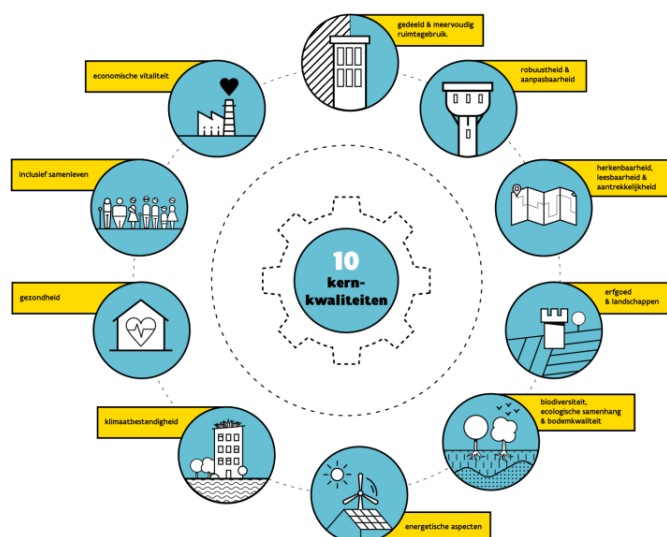 gedeeld & meervoudig
ruimtegebruik.
robuustheid &
aanpasbaarheid
herkenbaarheid,
leesbaarheid &
aantrekkelijkheid
erfgoed
& landschappen
biodiversiteit,
ecologische samenhang
& bodemkwaliteit
energetische aspecten
klimaatbestendigheid
gezondheid
inclusief samenleven
economische vitaliteit
10
kern-
kwaliteiten